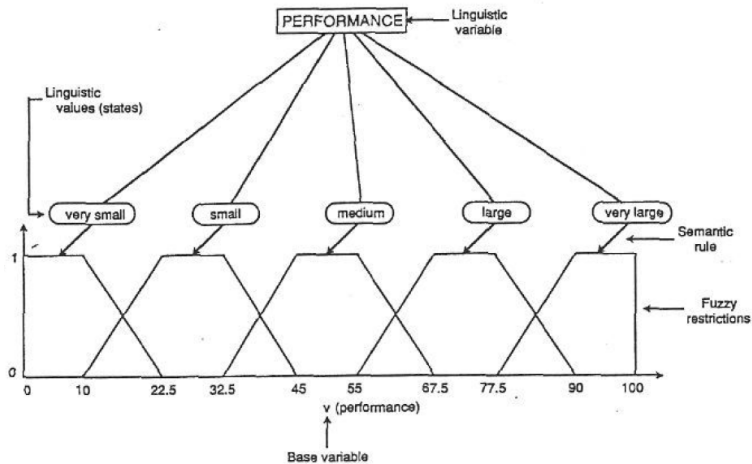 PERFORMANCE
Linguistic
variable
Linguistic
values (states)
very small
small
medium
large
very large
Semantic
rule
1
Fuzzy
restrictions
0
0 10 22.5 32.5 45 55 67.5 77.5 90 100
v (performance)
Base variable